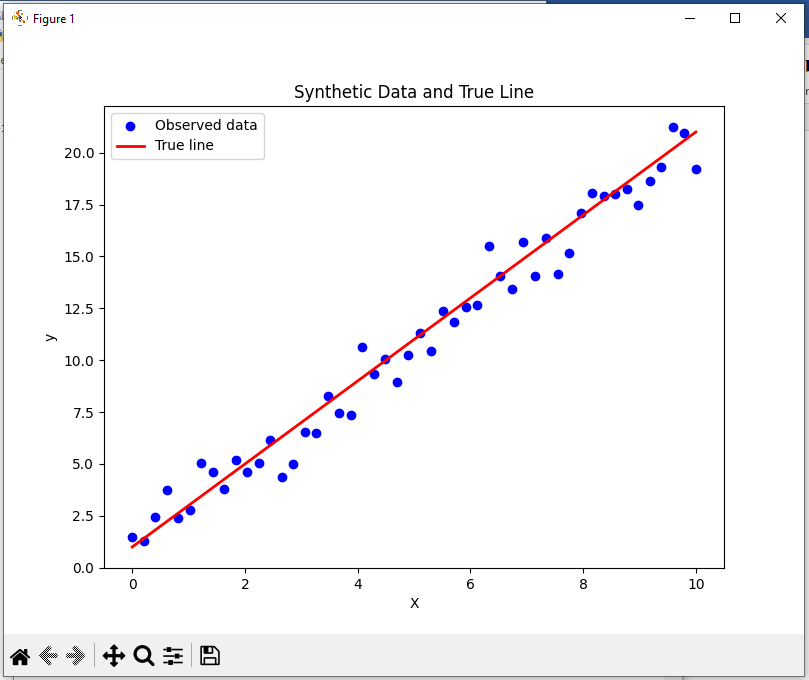 Figure 1
Synthetic Data and True Line
Observed data
True line
20.0
17.5
15.0
12.5
10.0
7.5
5.0
2.5
0.0
y
0 2 4 6 8 10
X